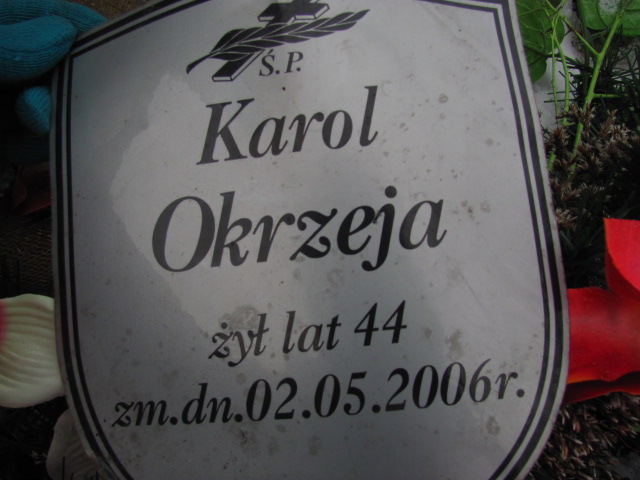 Ś.P.
Karol
Okrzeja
żył lat 44
zm.dn.02.05.2006r.